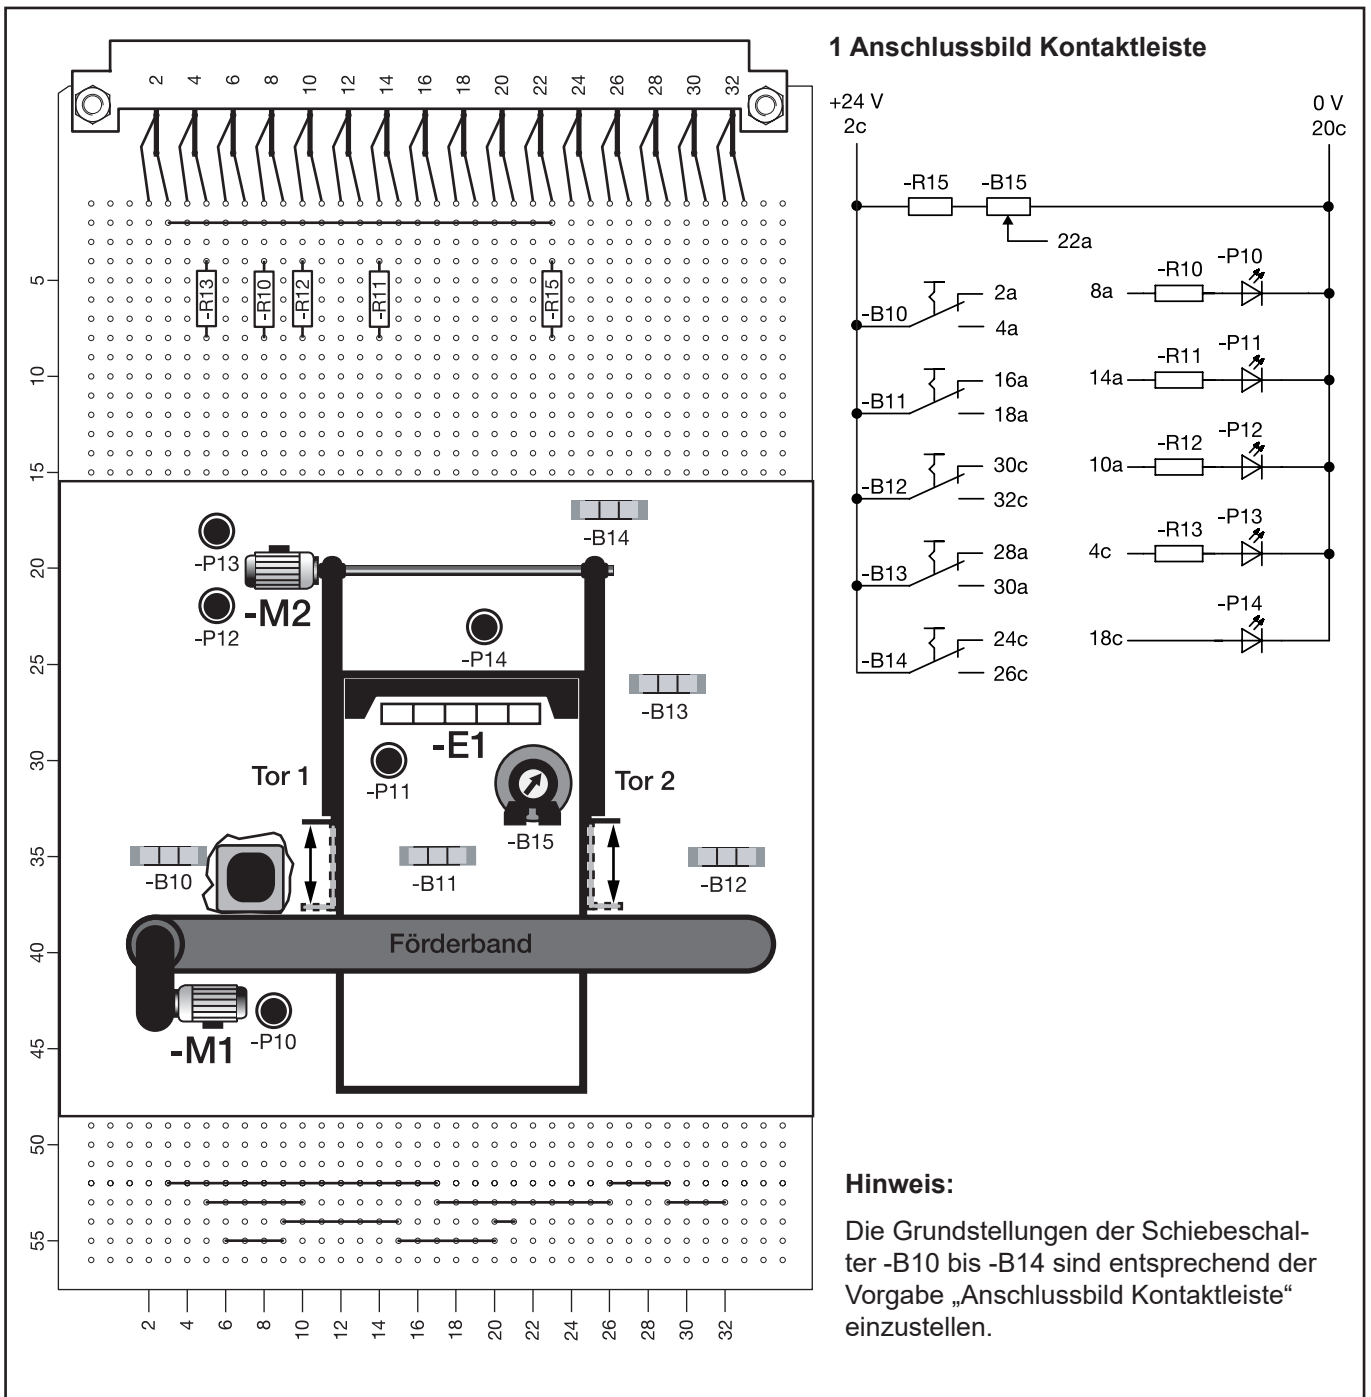 1 Anschlussbild Kontaktleiste
2 4 6 8 10 12 14 16 18 20 22 24 26 28 30 32
+24 V
2c
0 V
20c
-R15 -B15
22a
-B10 2a
4a
8a -R10 -P10
-B11 16a
18a
14a -R11 -P11
-B12 30c
32c
10a -R12 -P12
-B13 28a
30a
4c -R13 -P13
-B14 24c
26c
18c -P14
-R13 -R10 -R12 -R11 -R15
5
10
15
20
25
30
35
40
45
50
55
-B14
-P13
-M2
-P12
-P14
-B13
-E1
Tor 1
-P11
Tor 2
-B15
-B10
-B11
-B12
Förderband
-M1
-P10
2 4 6 8 10 12 14 16 18 20 22 24 26 28 30 32
Hinweis:
Die Grundstellungen der Schiebeschal-
ter -B10 bis -B14 sind entsprechend der
Vorgabe „Anschlussbild Kontaktleiste“
einzustellen.